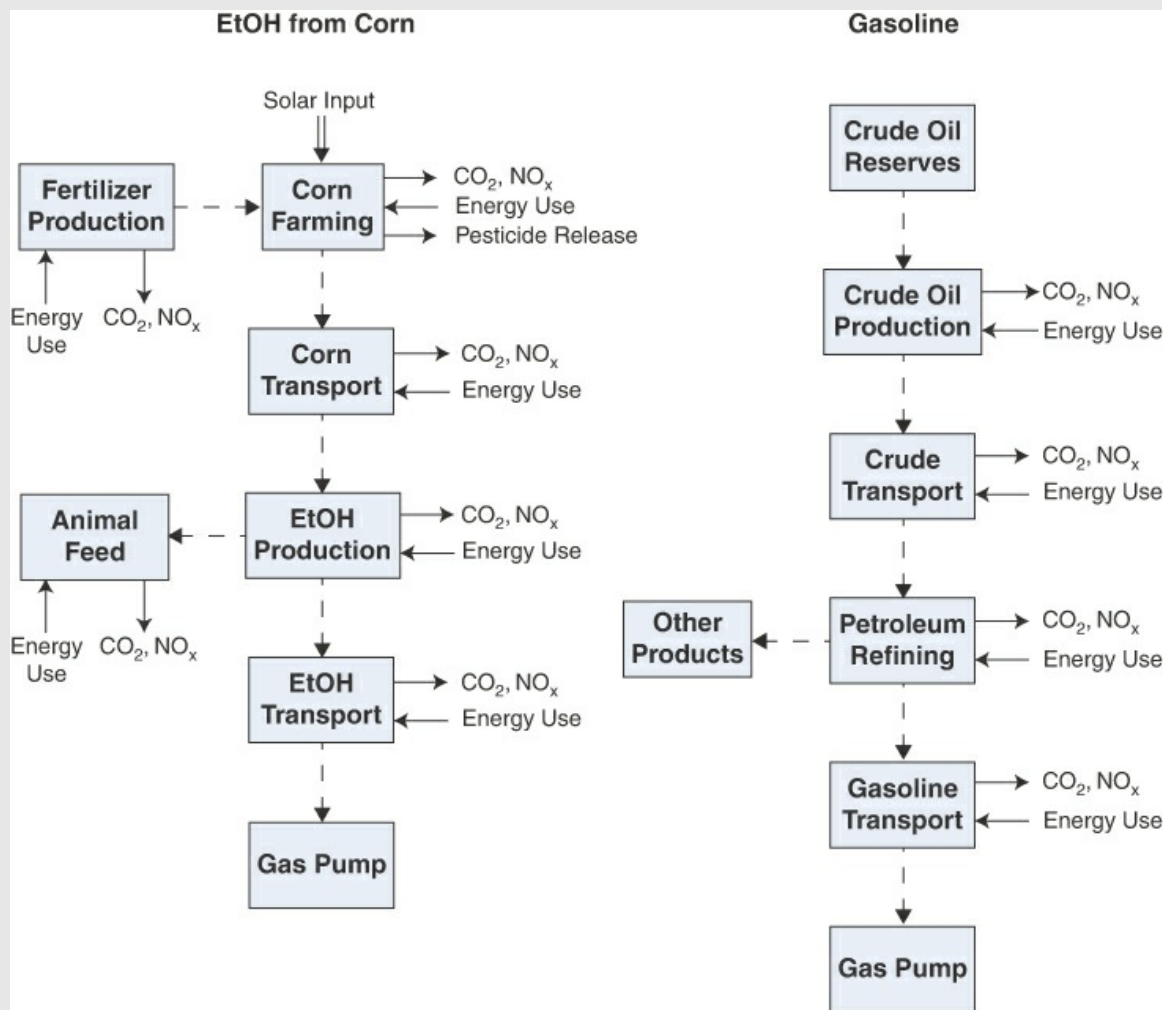 EtOH from Corn
Solar Input
Fertilizer
Production
Corn
Farming
CO₂, NOₓ
Energy Use
Pesticide Release
Energy
Use
CO₂, NOₓ
Corn
Transport
CO₂, NOₓ
Energy Use
Animal
Feed
EtOH
Production
CO₂, NOₓ
Energy Use
Energy
Use
CO₂, NOₓ
EtOH
Transport
CO₂, NOₓ
Energy Use
Gas Pump
Gasoline
Crude Oil
Reserves
Crude Oil
Production
CO₂, NOₓ
Energy Use
Crude
Transport
CO₂, NOₓ
Energy Use
Other
Products
Petroleum
Refining
CO₂, NOₓ
Energy Use
Gasoline
Transport
CO₂, NOₓ
Energy Use
Gas Pump